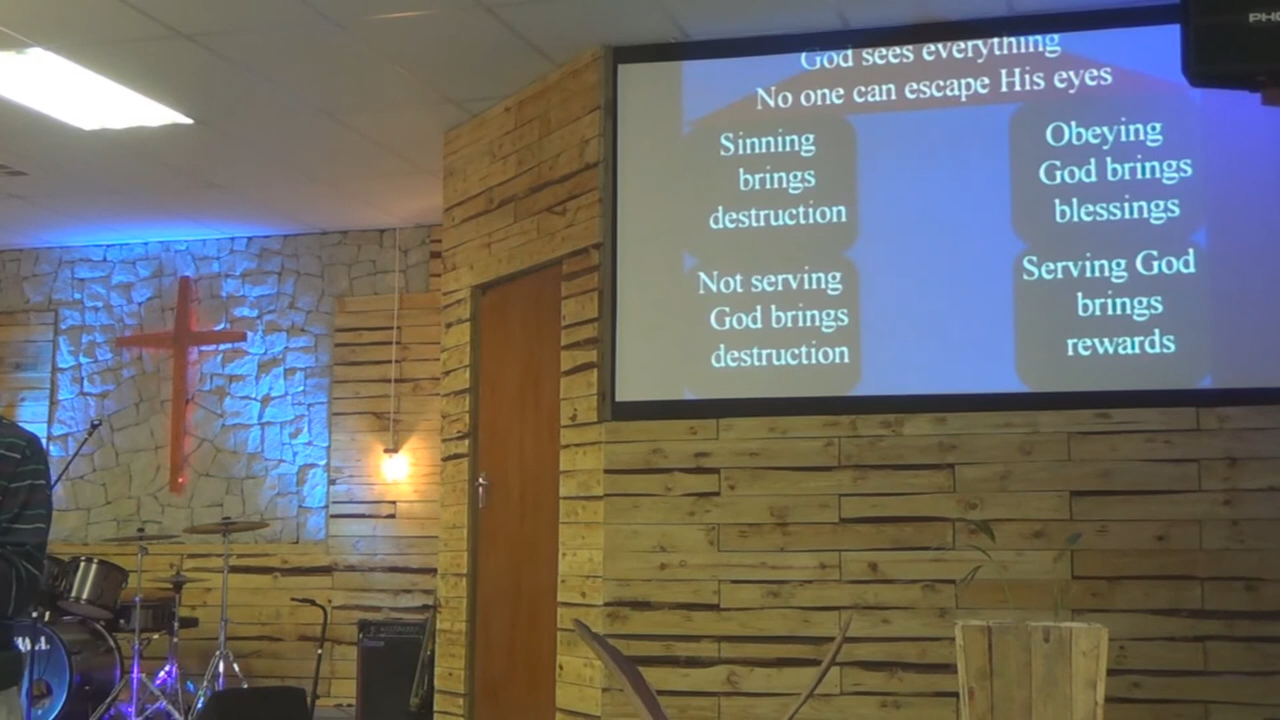 God sees everything
No one can escape His eyes
Sinning
brings
destruction
Obeying
God brings
blessings
Not serving
God brings
destruction
Serving God
brings
rewards